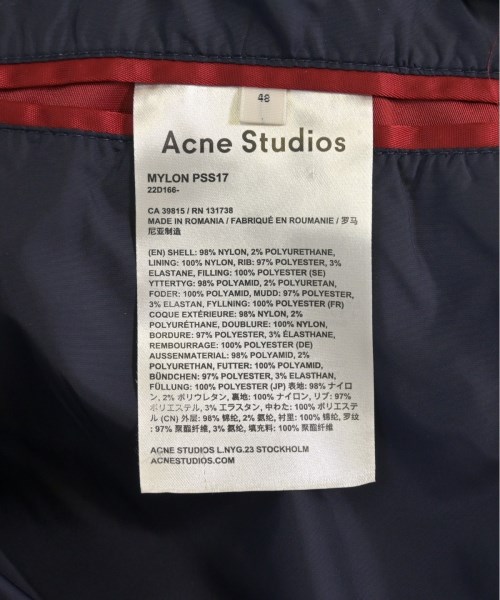 48
Acne Studios
MYLON PSS17
22D166-
CA 39815 / RN 131738
MADE IN ROMANIA / FABRIQUÉ EN ROUMANIE / 罗马
尼亚制造
(EN) SHELL: 98% NYLON, 2% POLYURETHANE,
LINING: 100% NYLON, RIB: 97% POLYESTER, 3%
ELASTANE, FILLING: 100% POLYESTER (SE)
YTTERTYG: 98% POLYAMID, 2% POLYURETAN,
FODER: 100% POLYAMID, MUDD: 97% POLYESTER,
3% ELASTAN, FYLLNING: 100% POLYESTER (FR)
COQUE EXTÉRIEURE: 98% NYLON, 2%
POLYURÉTHANE, DOUBLURE: 100% NYLON,
BORDURE: 97% POLYESTER, 3% ÉLASTHANE,
REMBOURRAGE: 100% POLYESTER (DE)
AUSSENMATERIAL: 98% POLYAMID, 2%
POLYURETHAN, FUTTER: 100% POLYAMID,
BÜNDCHEN: 97% POLYESTER, 3% ELASTHAN,
FÜLLUNG: 100% POLYESTER (JP) 表地: 98% ナイロ
ン, 2% ポリウレタン, 裏地: 100% ナイロン, リブ: 97%
ポリエステル, 3% エラスタン, 中わた: 100% ポリエステ
ル (CN) 外层: 98% 锦纶, 2% 氨纶, 衬里: 100% 锦纶, 罗纹
: 97% 聚酯纤维, 3% 氨纶, 填充料: 100% 聚酯纤维
ACNE STUDIOS L.NYG.23 STOCKHOLM
ACNESTUDIOS.COM